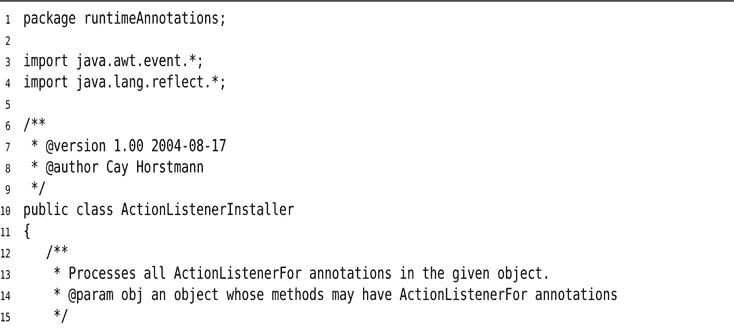 1 package runtimeAnnotations;
2
3 import java.awt.event.*;
4 import java.lang.reflect.*;
5
6 /**
7  * @version 1.00 2004-08-17
8  * @author Cay Horstmann
9  */
10 public class ActionListenerInstaller
11 {
12    /**
13     * Processes all ActionListenerFor annotations in the given object.
14     * @param obj an object whose methods may have ActionListenerFor annotations
15     */